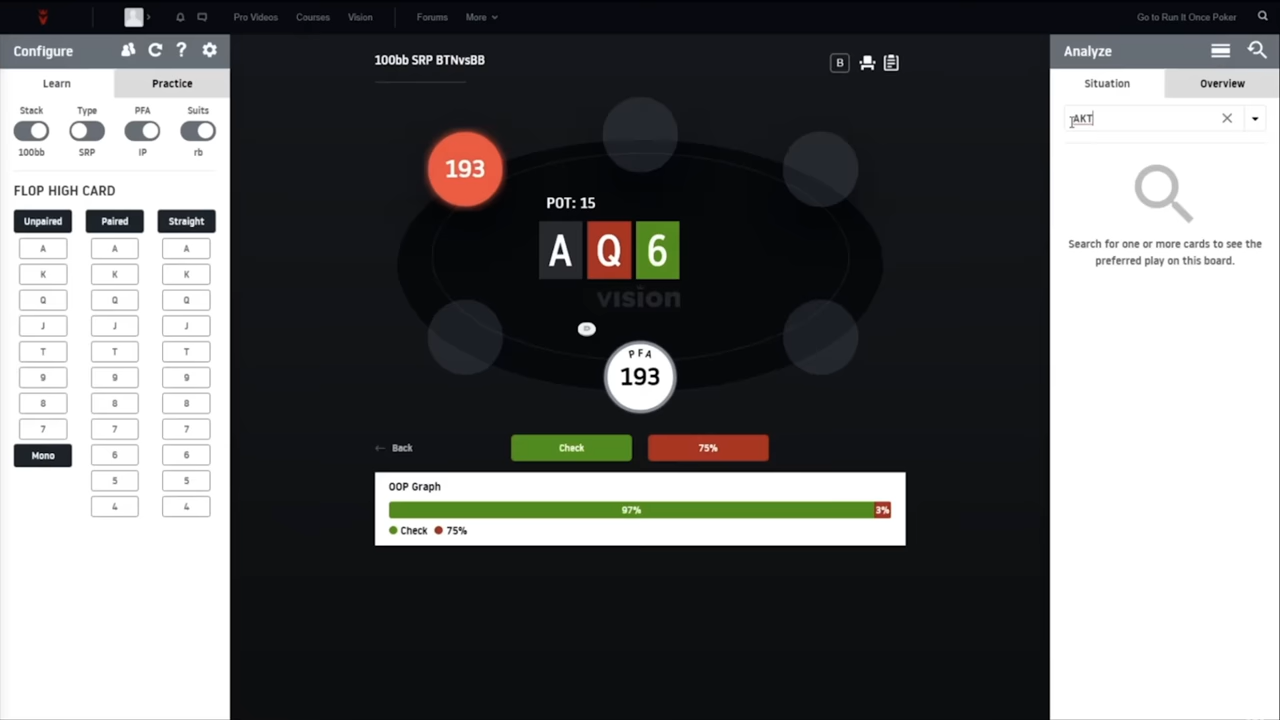 Pro Videos Courses Vision Forums More Go to Run It Once Poker
Configure ?
Learn Practice
Stack Type PFA Suits
100bb SRP IP rb
FLOP HIGH CARD
Unpaired Paired Straight
A A A
K K K
Q Q Q
J J J
T T T
9 9 9
8 8 8
7 7 7
Mono 6 6
5 5
4 4
100bb SRP BTNvsBB B
193
POT: 15
A Q 6
vision
PFA
193
Back Check 75%
OOP Graph
97% 3%
Check 75%
Analyze
Situation Overview
AKT
Search for one or more cards to see the
preferred play on this board.